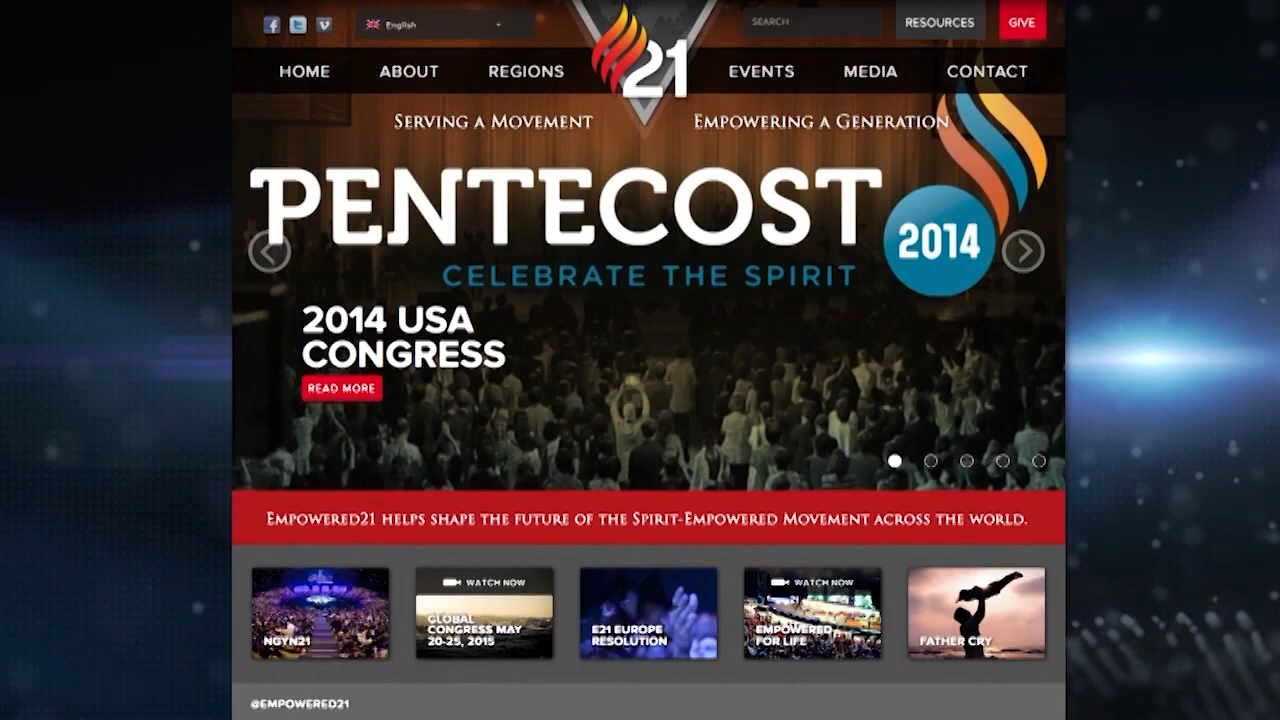 English
SEARCH
RESOURCES
GIVE
HOME
ABOUT
REGIONS
21
EVENTS
MEDIA
CONTACT
SERVING A MOVEMENT
EMPOWERING A GENERATION
PENTECOST
2014
CELEBRATE THE SPIRIT
2014 USA
CONGRESS
READ MORE
EMPOWERED21 HELPS SHAPE THE FUTURE OF THE SPIRIT-EMPOWERED MOVEMENT ACROSS THE WORLD.
NGYN21
WATCH NOW
GLOBAL
CONGRESS MAY
20-25, 2015
E21 EUROPE
RESOLUTION
WATCH NOW
EMPOWERED
FOR LIFE
FATHER CRY
@EMPOWERED21